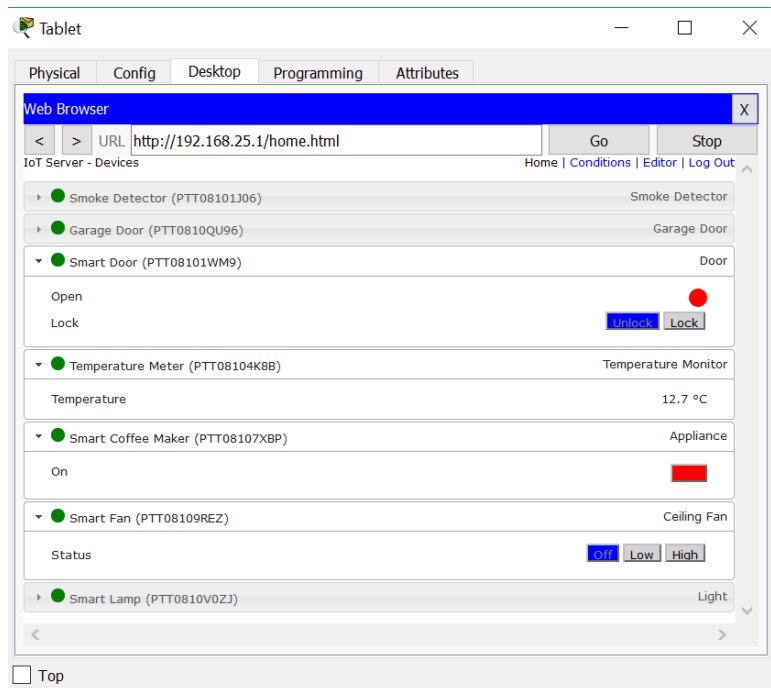 Tablet
Physical Config Desktop Programming Attributes
Web Browser X
< > URL http://192.168.25.1/home.html Go Stop
IoT Server - Devices Home | Conditions | Editor | Log Out
Smoke Detector (PTT08101J06) Smoke Detector
Garage Door (PTT0810QU96) Garage Door
Smart Door (PTT08101WM9) Door
Open
Lock Unlock Lock
Temperature Meter (PTT08104K8B) Temperature Monitor
Temperature 12.7 °C
Smart Coffee Maker (PTT08107XBP) Appliance
On
Smart Fan (PTT08109REZ) Ceiling Fan
Status Off Low High
Smart Lamp (PTT0810V0ZJ) Light
Top